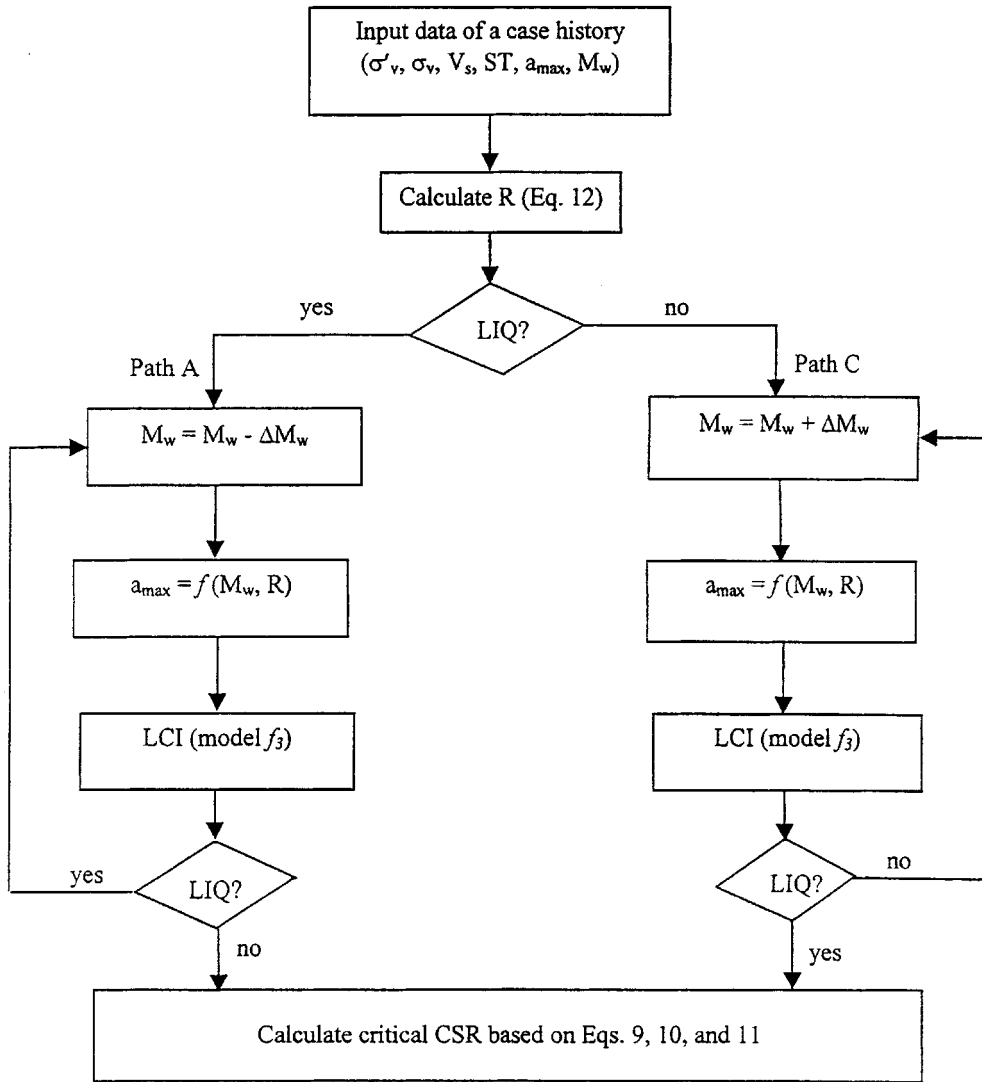 Input data of a case history
(σ'v, σv, Vs, ST, amax, Mw)
Calculate R (Eq. 12)
LIQ?
yes
no
Path A
Path C
Mw = Mw - ΔMw
Mw = Mw + ΔMw
amax = f (Mw, R)
amax = f (Mw, R)
LCI (model f3)
LCI (model f3)
LIQ?
yes
LIQ?
no
no
yes
Calculate critical CSR based on Eqs. 9, 10, and 11